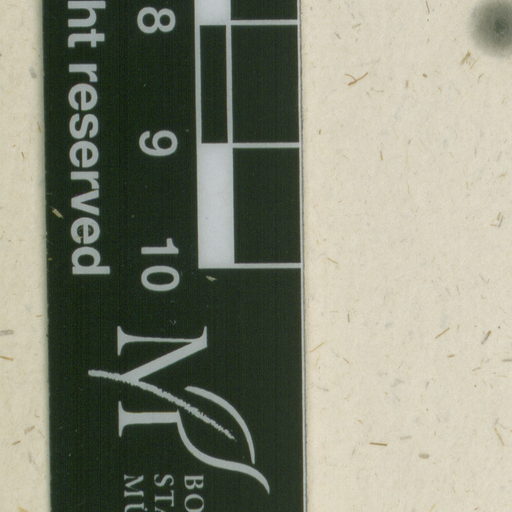 ht reserved
8 9 10
M
BO
STA
MÜ